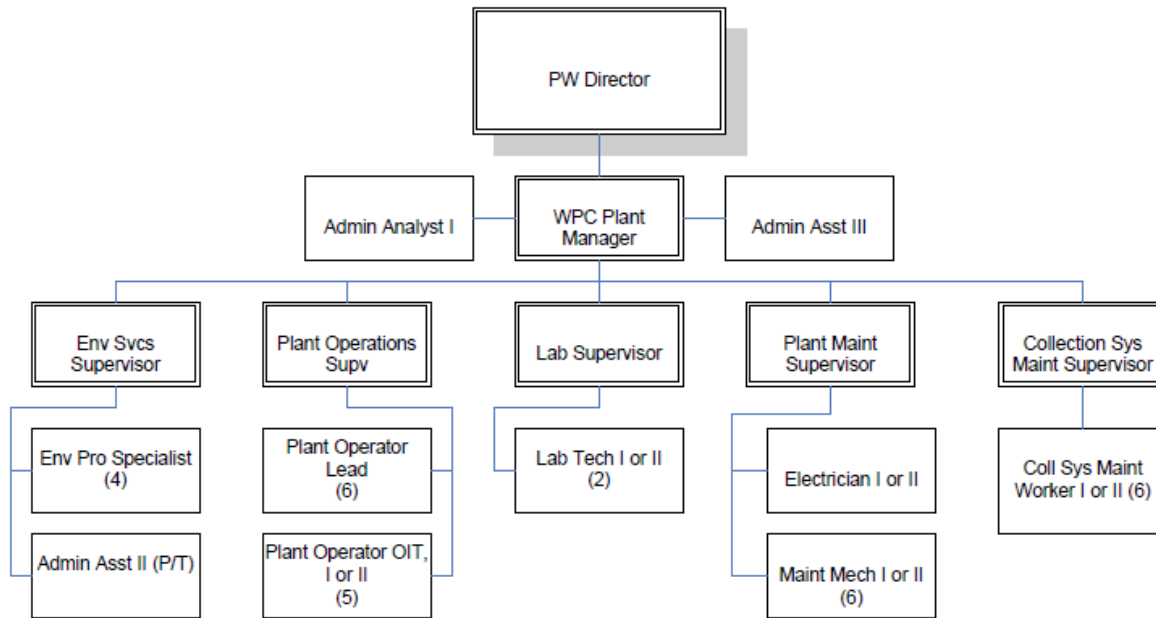 PW Director
Admin Analyst I
WPC Plant
Manager
Admin Asst III
Env Svcs
Supervisor
Plant Operations
Supv
Lab Supervisor
Plant Maint
Supervisor
Collection Sys
Maint Supervisor
Env Pro Specialist
(4)
Plant Operator
Lead
(6)
Lab Tech I or II
(2)
Electrician I or II
Coll Sys Maint
Worker I or II (6)
Admin Asst II (P/T)
Plant Operator OIT,
I or II
(5)
Maint Mech I or II
(6)